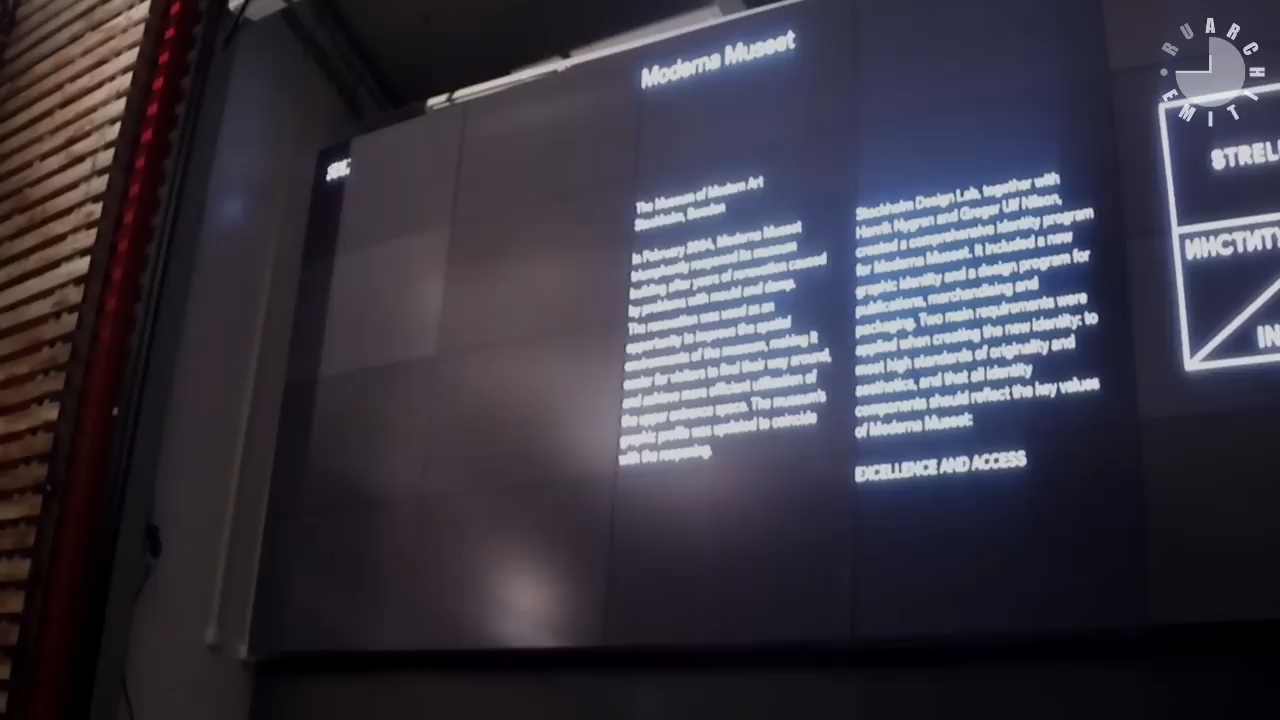 Moderna Museet
The Museum of Modern Art
Stockholm, Sweden
In February 2004, Moderna Museet
completely reopened its museum
building after years of renovation caused
by problems with mould and damp.
The renovation was used as an
opportunity to improve the spatial
of the museum, making it
easier for visitors to find their way around,
and achieve more efficient utilisation of
the upper entrance space. The museum's
graphic profile was updated to coincide
with the reopening.
Stockholm Design Lab, together with
Henrik Nygren and Greger Ulf Nilson,
created a comprehensive identity program
for Moderna Museet. It included a new
graphic identity and a design program for
publications, merchandising and
packaging. Two main requirements were
applied when creating the new identity: to
meet high standards of originality and
aesthetics, and that all identity
components should reflect the key values
of Moderna Museet:
EXCELLENCE AND ACCESS
STREL
ИНСТИТУ
IN
RUARCH
TIME